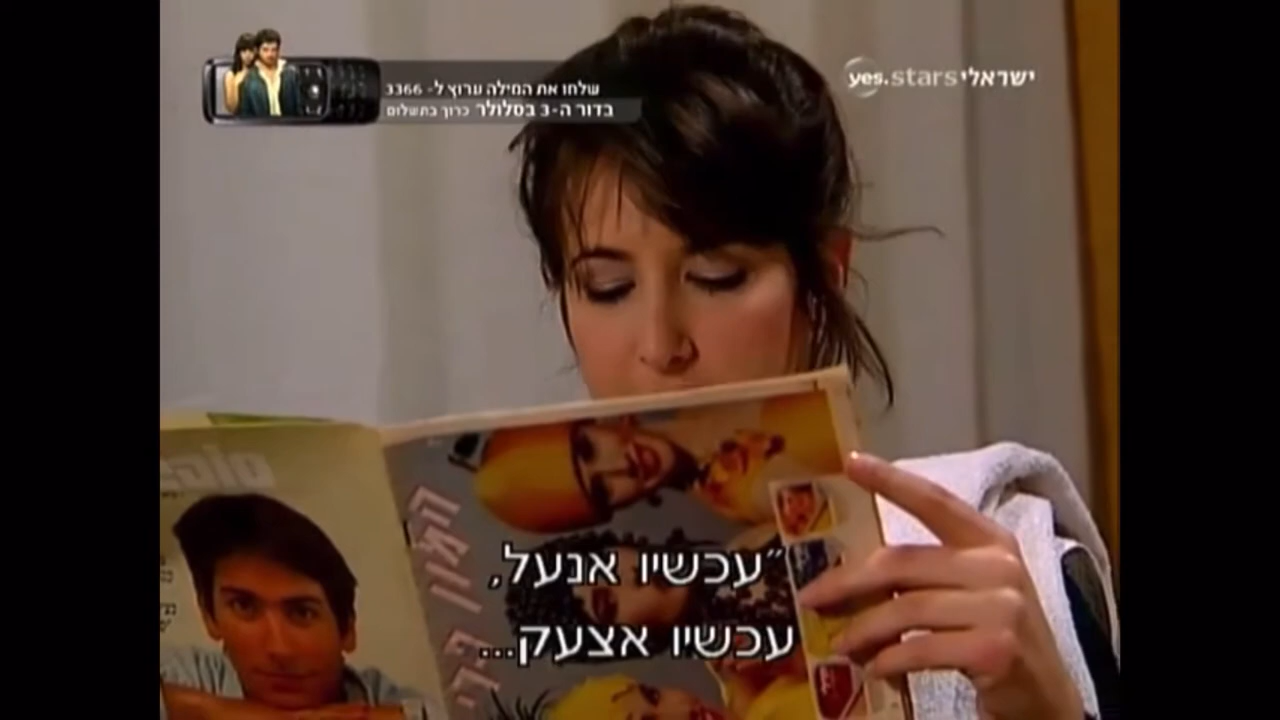 שלחו את המילה ערוץ ל- 3366
בדור ה-3 בסלולר כרוך בתשלום
yes.stars ישראלי
"עכשיו אנעל,
עכשיו אצעק...